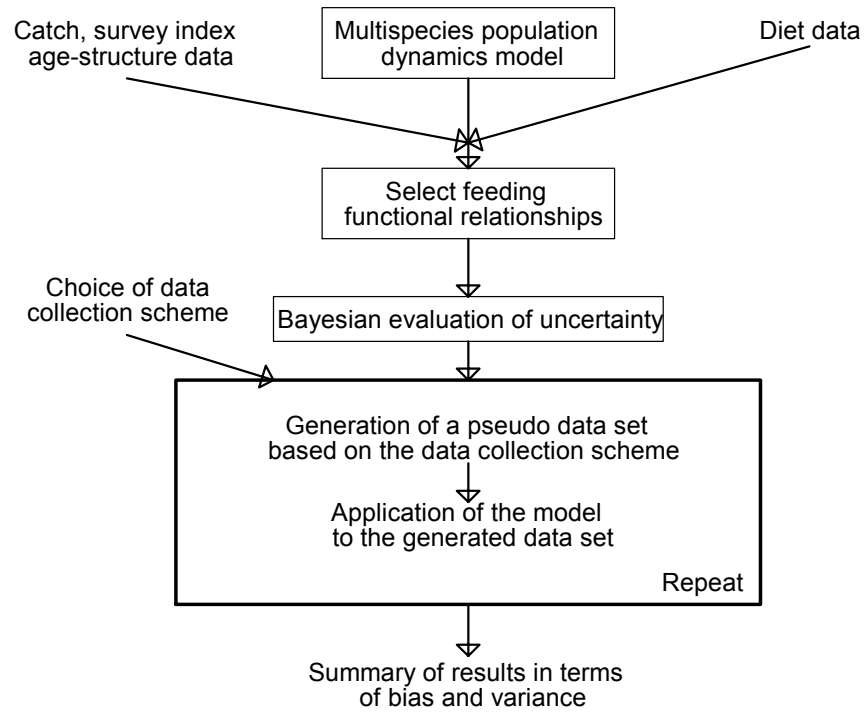 Catch, survey index
age-structure data
Multispecies population
dynamics model
Diet data
Select feeding
functional relationships
Choice of data
collection scheme
Bayesian evaluation of uncertainty
Generation of a pseudo data set
based on the data collection scheme
Application of the model
to the generated data set
Repeat
Summary of results in terms
of bias and variance